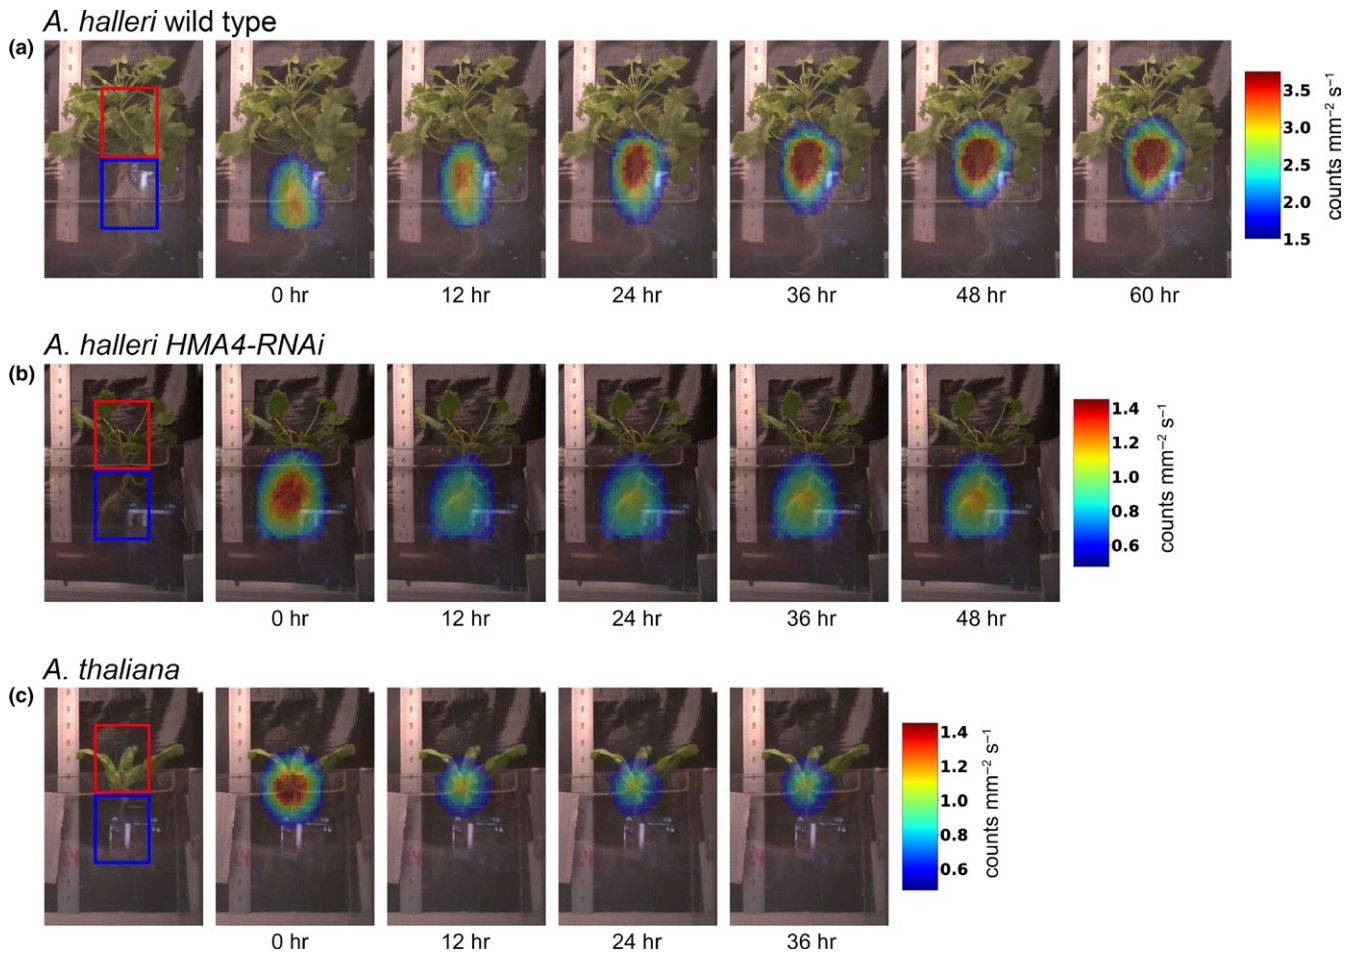 A. halleri wild type
(a)
0 hr
12 hr
24 hr
36 hr
48 hr
60 hr
3.5
3.0
2.5
2.0
1.5
counts mm⁻² s⁻¹
A. halleri HMA4-RNAi
(b)
0 hr
12 hr
24 hr
36 hr
48 hr
1.4
1.2
1.0
0.8
0.6
counts mm⁻² s⁻¹
A. thaliana
(c)
0 hr
12 hr
24 hr
36 hr
1.4
1.2
1.0
0.8
0.6
counts mm⁻² s⁻¹